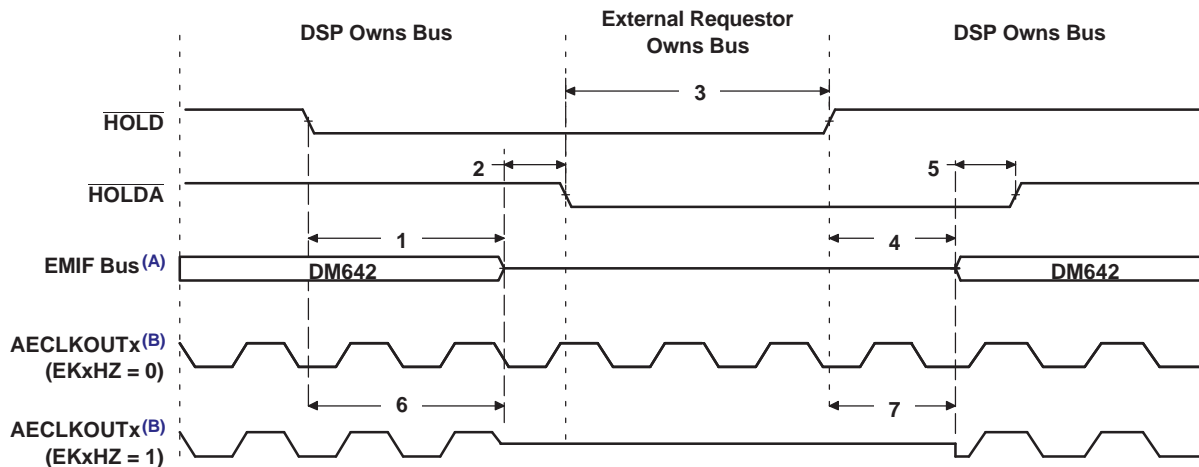 External Requestor
DSP Owns Bus
Owns Bus
DSP Owns Bus
3
HOLD
2
5
HOLDA
1
4
EMIF Bus(A)
DM642
DM642
AECLKOUTx(B)
(EKxHZ = 0)
6
7
AECLKOUTx(B)
(EKxHZ = 1)